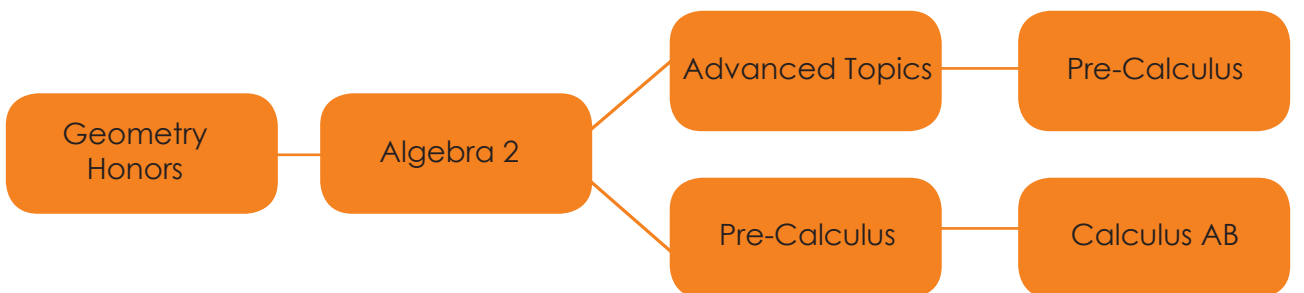 Geometry
Honors
Algebra 2
Advanced Topics
Pre-Calculus
Pre-Calculus
Calculus AB